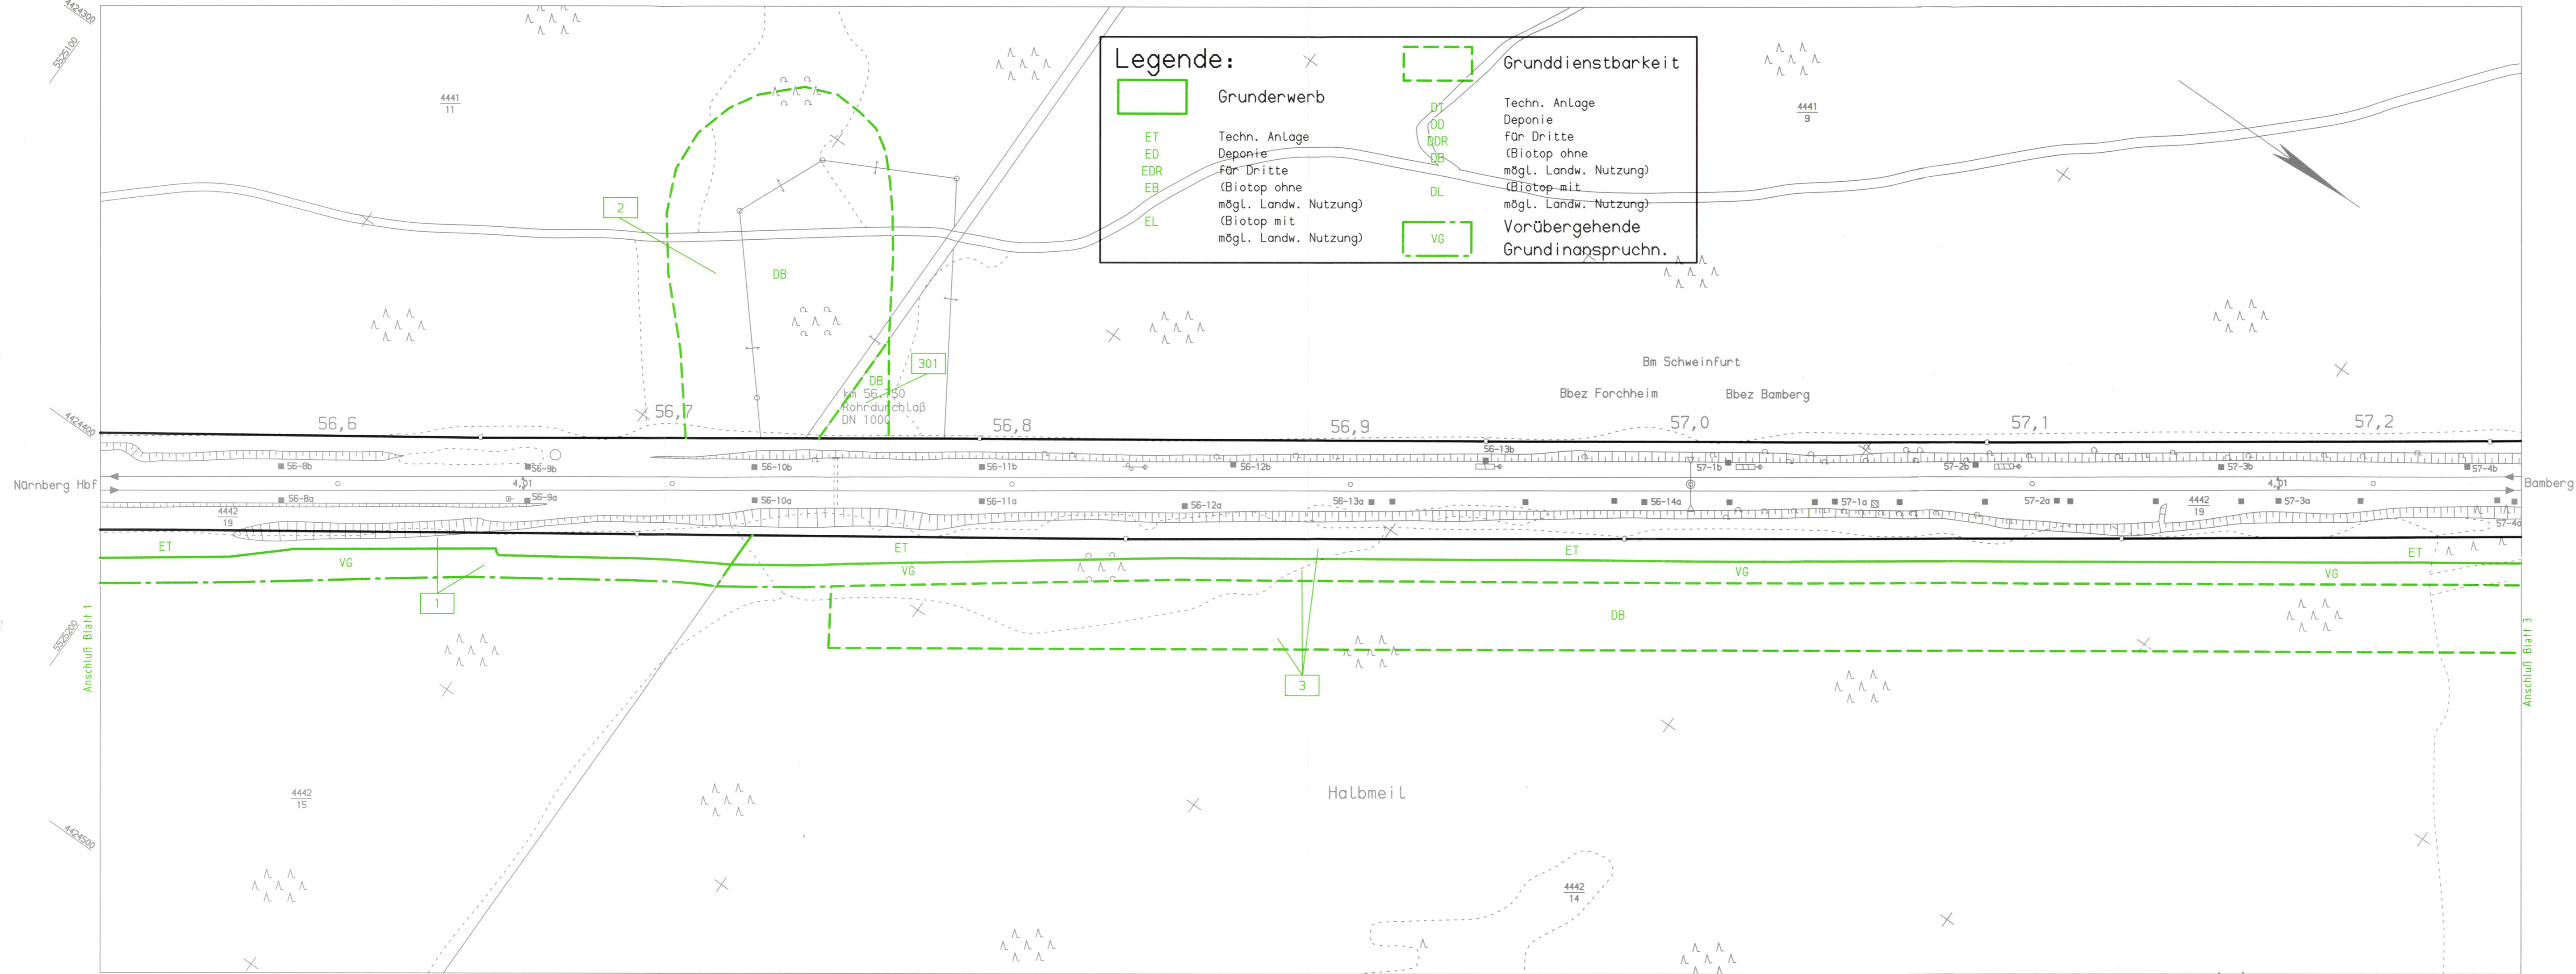 4424300
5525100
4441
11
4441
9
Legende:
Grunderwerb
ET Techn. Anlage
ED Deponie
EDR für Dritte
EB (Biotop ohne
mögl. Landw. Nutzung)
EL (Biotop mit
mögl. Landw. Nutzung)
Grunddienstbarkeit
DT Techn. Anlage
DD Deponie
DDR für Dritte
DB (Biotop ohne
mögl. Landw. Nutzung)
DL (Biotop mit
mögl. Landw. Nutzung)
VG Vorübergehende
Grundinanspruchn.
2
DB
301
DB
km 56.750
Rohrdurchlaß
DN 1000
Bm Schweinfurt
Bbez Forchheim Bbez Bamberg
4424400
56,6 56,7 56,8 56,9 57,0 57,1 57,2
56-8b 56-9b 56-10b 56-11b 56-12b 56-13b 57-1b 57-2b 57-3b 57-4b
Nürnberg Hbf 4,01 4,01 Bamberg
56-8a 56-9a 56-10a 56-11a 56-12a 56-13a 56-14a 57-1a 57-2a 57-3a 57-4a
4442
19
4442
19
ET ET ET ET
VG VG VG VG
1
DB
3
Anschluß Blatt 1
Anschluß Blatt 3
5525200
Halbmeil
4442
15
4442
14
4424500